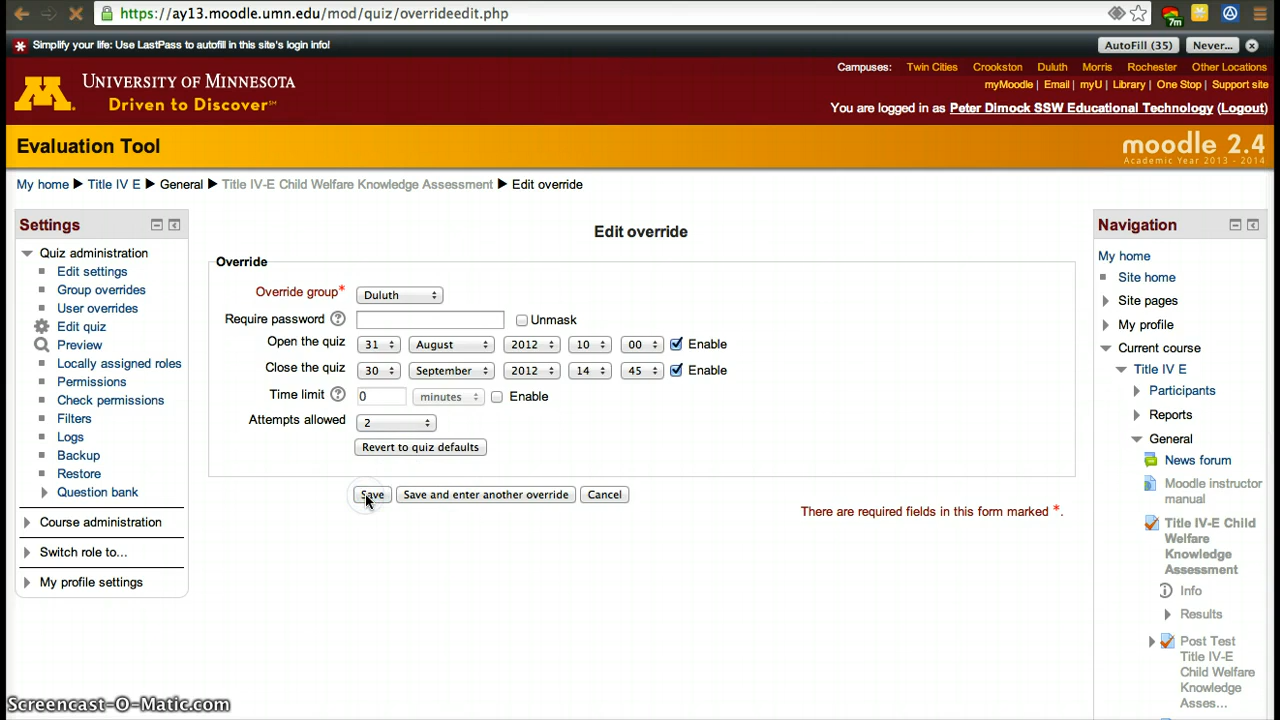 https://ay13.moodle.umn.edu/mod/quiz/overrideedit.php
7m
Simplify your life: Use LastPass to autofill in this site's login info!
AutoFill (35)
Never...
UNIVERSITY OF MINNESOTA
Driven to Discover℠
Campuses: Twin Cities Crookston Duluth Morris Rochester Other Locations
myMoodle | Email | myU | Library | One Stop | Support site
You are logged in as Peter Dimock SSW Educational Technology (Logout)
Evaluation Tool
moodle 2.4
Academic Year 2013 - 2014
My home ▶ Title IV E ▶ General ▶ Title IV-E Child Welfare Knowledge Assessment ▶ Edit override
Settings
Quiz administration
Edit settings
Group overrides
User overrides
Edit quiz
Preview
Locally assigned roles
Permissions
Check permissions
Filters
Logs
Backup
Restore
Question bank
Course administration
Switch role to...
My profile settings
Edit override
Override
Override group* Duluth
Require password Unmask
Open the quiz 31 August 2012 10 00 Enable
Close the quiz 30 September 2012 14 45 Enable
Time limit 0 minutes Enable
Attempts allowed 2
Revert to quiz defaults
Save Save and enter another override Cancel
There are required fields in this form marked *.
Navigation
My home
Site home
Site pages
My profile
Current course
Title IV E
Participants
Reports
General
News forum
Moodle instructor
manual
Title IV-E Child
Welfare
Knowledge
Assessment
Info
Results
Post Test
Title IV-E
Child Welfare
Knowledge
Asses...
Screencast-O-Matic.com